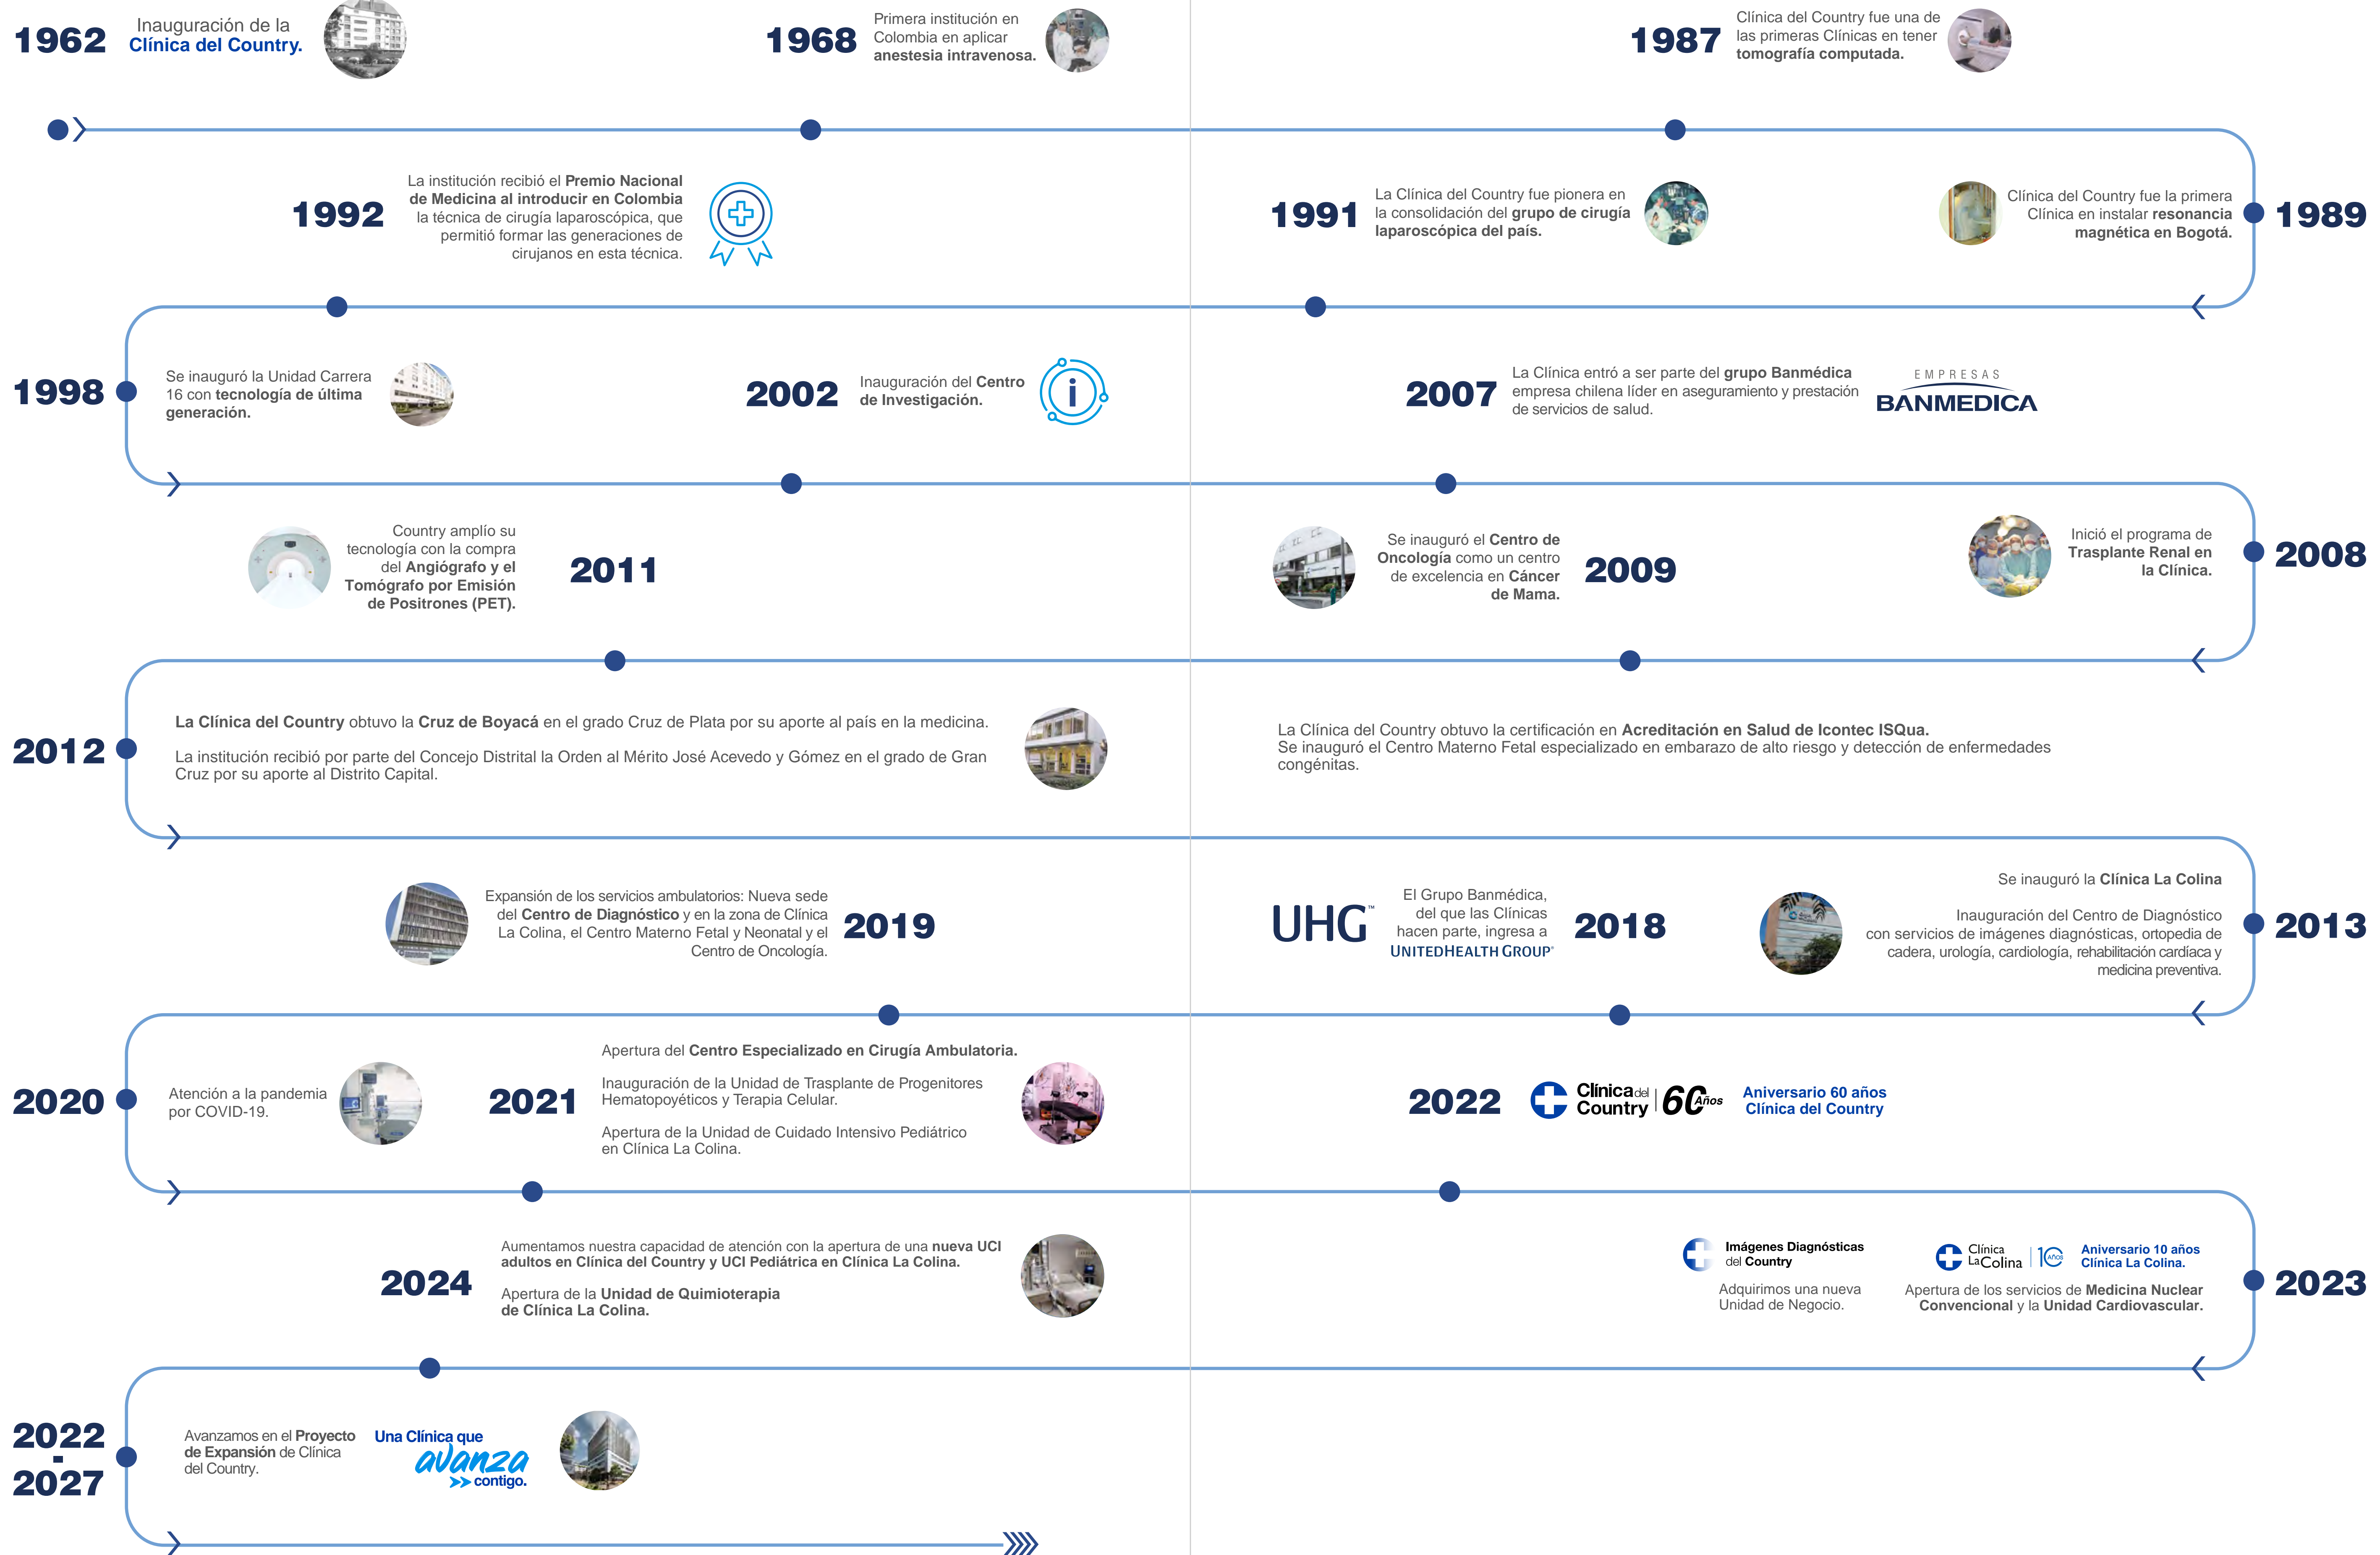 1962
Inauguración de la
Clínica del Country.
1968
Primera institución en
Colombia en aplicar
anestesia intravenosa.
1987
Clínica del Country fue una de
las primeras Clínicas en tener
tomografía computada.
1989
Clínica del Country fue la primera
Clínica en instalar resonancia
magnética en Bogotá.
1991
La Clínica del Country fue pionera en
la consolidación del grupo de cirugía
laparoscópica del país.
1992
La institución recibió el Premio Nacional
de Medicina al introducir en Colombia
la técnica de cirugía laparoscópica, que
permitió formar las generaciones de
cirujanos en esta técnica.
1998
Se inauguró la Unidad Carrera
16 con tecnología de última
generación.
2002
Inauguración del Centro
de Investigación.
i
2007
La Clínica entró a ser parte del grupo Banmédica
empresa chilena líder en aseguramiento y prestación
de servicios de salud.
EMPRESAS
BANMEDICA
2008
Inició el programa de
Trasplante Renal en
la Clínica.
2009
Se inauguró el Centro de
Oncología como un centro
de excelencia en Cáncer
de Mama.
2011
Country amplío su
tecnología con la compra
del Angiógrafo y el
Tomógrafo por Emisión
de Positrones (PET).
2012
La Clínica del Country obtuvo la Cruz de Boyacá en el grado Cruz de Plata por su aporte al país en la medicina.
La institución recibió por parte del Concejo Distrital la Orden al Mérito José Acevedo y Gómez en el grado de Gran
Cruz por su aporte al Distrito Capital.
La Clínica del Country obtuvo la certificación en Acreditación en Salud de Icontec ISQua.
Se inauguró el Centro Materno Fetal especializado en embarazo de alto riesgo y detección de enfermedades
congénitas.
2013
Se inauguró la Clínica La Colina
Inauguración del Centro de Diagnóstico
con servicios de imágenes diagnósticas, ortopedia de
cadera, urología, cardiología, rehabilitación cardíaca y
medicina preventiva.
2018
El Grupo Banmédica,
del que las Clínicas
hacen parte, ingresa a
UNITEDHEALTH GROUP®
UHG™
2019
Expansión de los servicios ambulatorios: Nueva sede
del Centro de Diagnóstico y en la zona de Clínica
La Colina, el Centro Materno Fetal y Neonatal y el
Centro de Oncología.
2020
Atención a la pandemia
por COVID-19.
2021
Apertura del Centro Especializado en Cirugía Ambulatoria.
Inauguración de la Unidad de Trasplante de Progenitores
Hematopoyéticos y Terapia Celular.
Apertura de la Unidad de Cuidado Intensivo Pediátrico
en Clínica La Colina.
2022
Clínica del
Country
60 Años
Aniversario 60 años
Clínica del Country
2023
Clínica
La Colina
10 AÑOS
Aniversario 10 años
Clínica La Colina.
Apertura de los servicios de Medicina Nuclear
Convencional y la Unidad Cardiovascular.
Imágenes Diagnósticas
del Country
Adquirimos una nueva
Unidad de Negocio.
2024
Aumentamos nuestra capacidad de atención con la apertura de una nueva UCI
adultos en Clínica del Country y UCI Pediátrica en Clínica La Colina.
Apertura de la Unidad de Quimioterapia
de Clínica La Colina.
2022
-
2027
Avanzamos en el Proyecto
de Expansión de Clínica
del Country.
Una Clínica que
avanza
contigo.